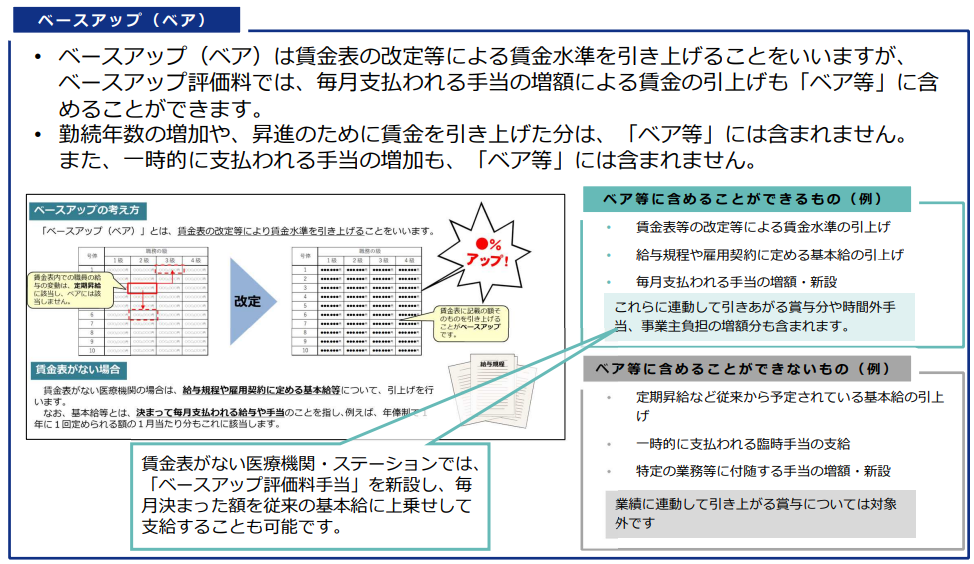 ベースアップ（ベア）
• ベースアップ（ベア）は賃金表の改定等による賃金水準を引き上げることをいいますが、
ベースアップ評価料では、毎月支払われる手当の増額による賃金の引上げも「ベア等」に含
めることができます。
• 勤続年数の増加や、昇進のために賃金を引き上げた分は、「ベア等」には含まれません。
また、一時的に支払われる手当の増加も、「ベア等」には含まれません。
ベースアップの考え方
「ベースアップ（ベア）」とは、賃金表の改定等により賃金水準を引き上げることをいいます。
号俸
職務の級
1級 2級 3級 4級
1
6
7
8
9
10
賃金表内での職員の給
与の変動は、定期昇給
に該当し、ベアには該
当しません。
改定
号俸
職務の級
1級 2級 3級 4級
1
2
3
4
5
6
7
8
9
10
●%
アップ!
賃金表に記載の額そ
のものを引き上げる
ことがベースアップ
です。
賃金表がない場合
賃金表がない医療機関の場合は、給与規程や雇用契約に定める基本給等について、引上げを行
います。
なお、基本給等とは、決まって毎月支払われる給与や手当のことを指し、例えば、年俸制で1
年に1回定められる額の1月当たり分もこれに該当します。
給与規程
賃金表がない医療機関・ステーションでは、
「ベースアップ評価料手当」を新設し、毎
月決まった額を従来の基本給に上乗せして
支給することも可能です。
ベア等に含めることができるもの（例）
• 賃金表等の改定等による賃金水準の引上げ
• 給与規程や雇用契約に定める基本給の引上げ
• 毎月支払われる手当の増額・新設
これらに連動して引きあがる賞与分や時間外手
当、事業主負担の増額分も含まれます。
ベア等に含めることができないもの（例）
• 定期昇給など従来から予定されている基本給の引上
げ
• 一時的に支払われる臨時手当の支給
• 特定の業務等に付随する手当の増額・新設
業績に連動して引き上がる賞与については対象
外です